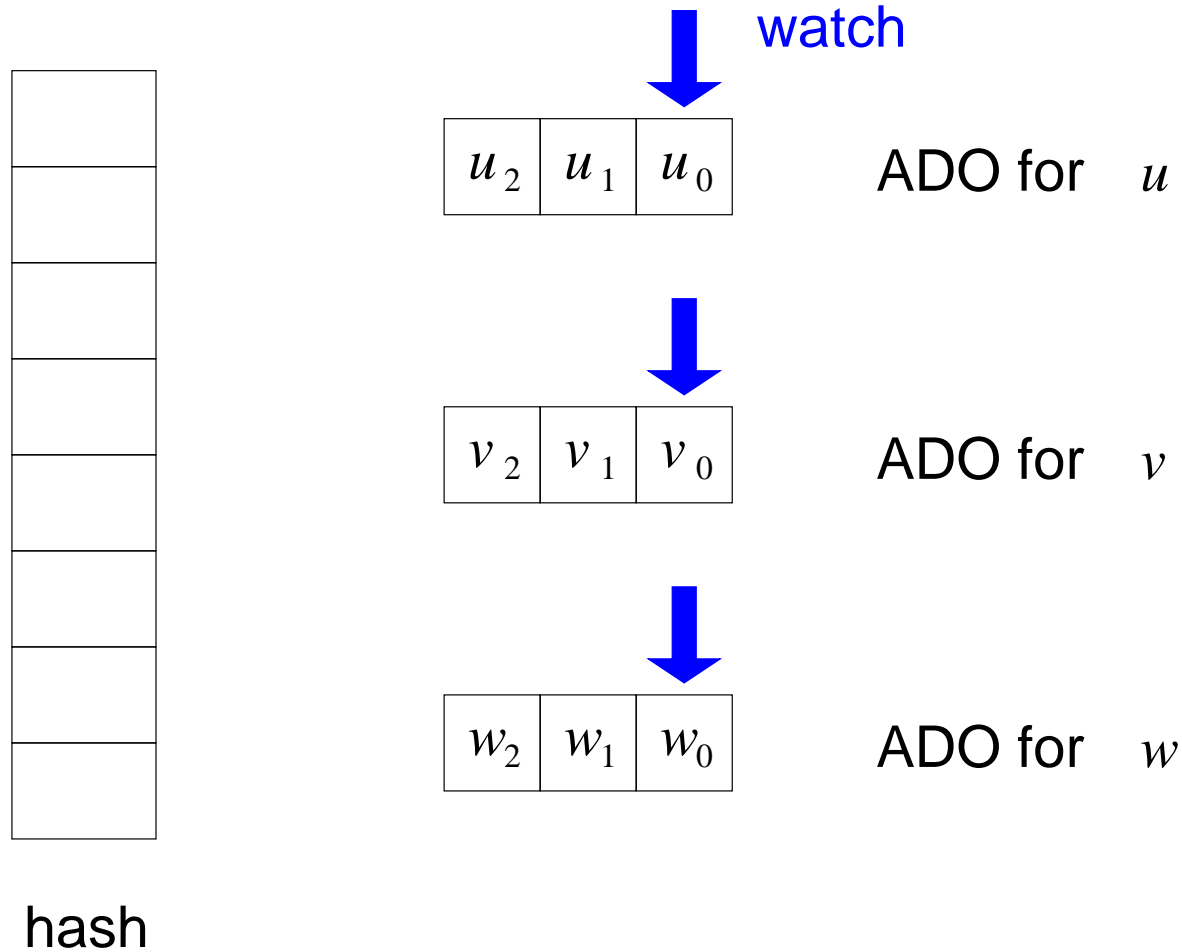 watch
u₂ u₁ u₀ ADO for u
v₂ v₁ v₀ ADO for v
w₂ w₁ w₀ ADO for w
hash